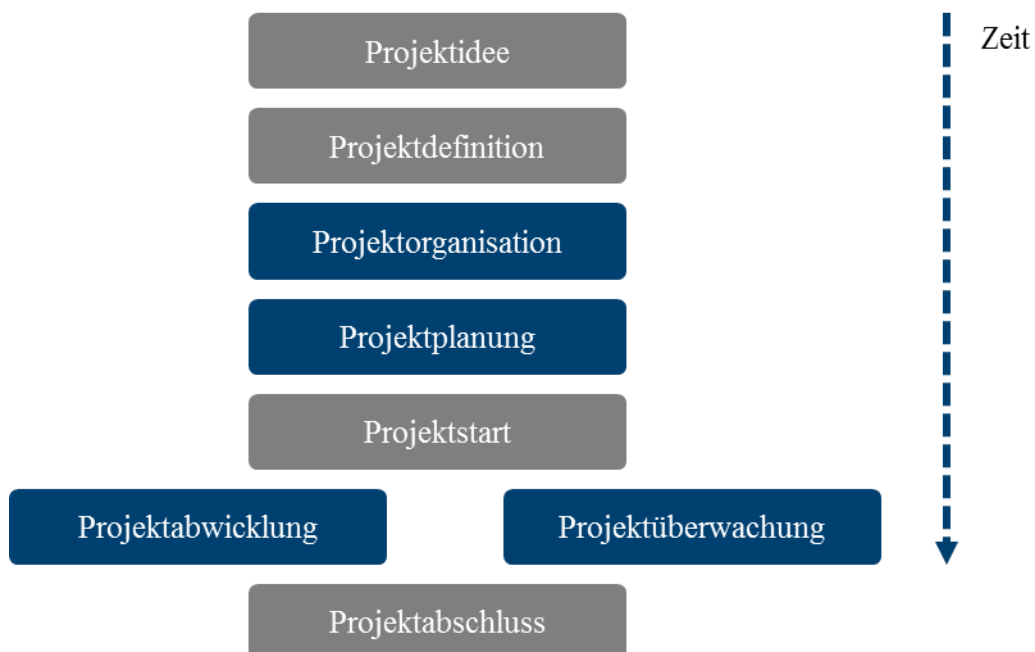 Projektidee
Zeit
Projektdefinition
Projektorganisation
Projektplanung
Projektstart
Projektabwicklung
Projektüberwachung
Projektabschluss